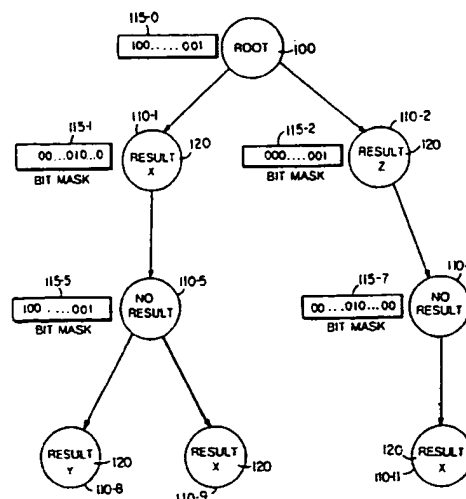 115-0
100.....001
ROOT
100
110-1
110-2
115-1
115-2
00...010..0
BIT MASK
RESULT
X
120
000....001
BIT MASK
RESULT
Z
120
115-5
110-5
115-7
100....001
BIT MASK
NO
RESULT
00...010...00
BIT MASK
NO
RESULT
RESULT
Y
120
110-8
RESULT
X
120
110-9
RESULT
X
120
110-11